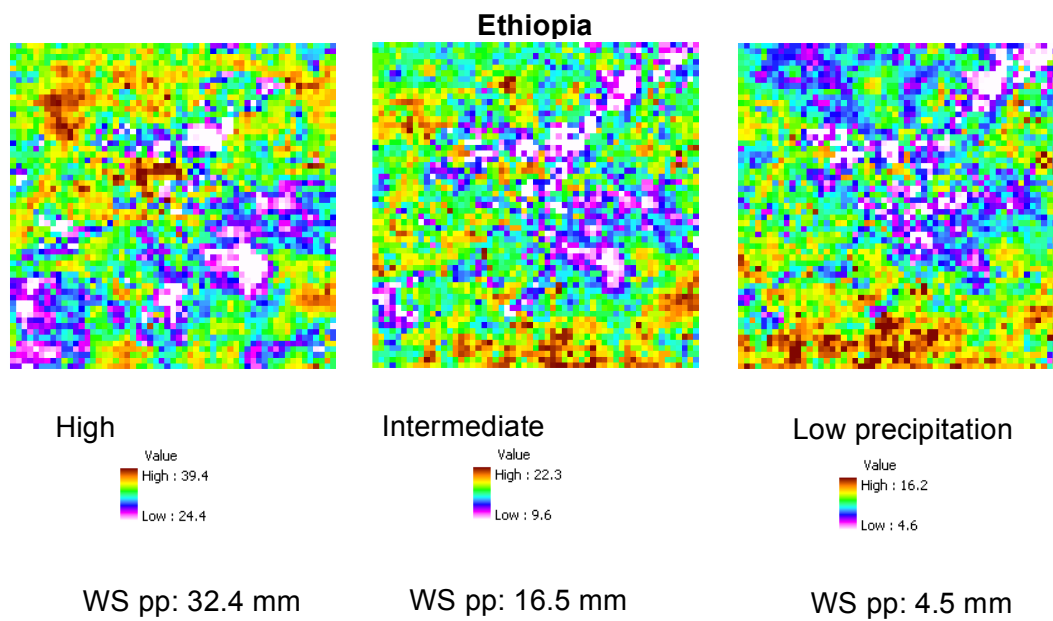 Ethiopia
High
Intermediate
Low precipitation
Value
High : 39.4
Low : 24.4
Value
High : 22.3
Low : 9.6
Value
High : 16.2
Low : 4.6
WS pp: 32.4 mm
WS pp: 16.5 mm
WS pp: 4.5 mm